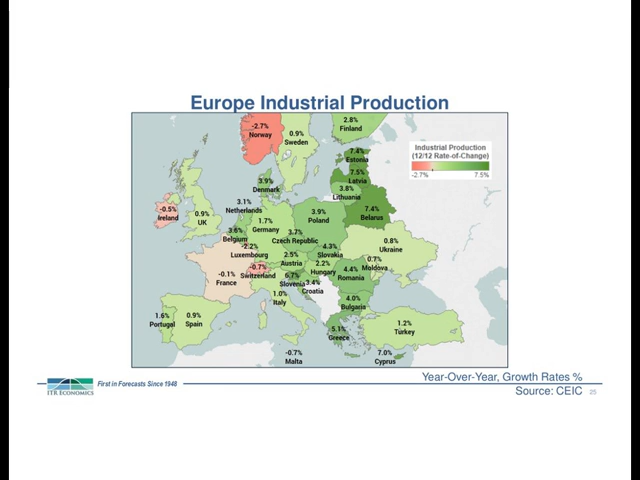 Europe Industrial Production
2.8%
Finland
-2.7%
Norway
0.9%
Sweden
Industrial Production
(12/12 Rate-of-Change)
-2.7%
7.5%
7.4%
Estonia
7.5%
Latvia
3.9%
Denmark
3.8%
Lithuania
3.1%
Netherlands
-0.5%
Ireland
0.9%
UK
3.9%
Poland
7.4%
Belarus
1.7%
Germany
3.6%
Belgium
3.7%
Czech Republic
-2.2%
Luxembourg
4.3%
Slovakia
0.8%
Ukraine
2.5%
Austria
2.2%
Hungary
0.7%
Moldova
-0.7%
Switzerland
-0.1%
France
6.7%
Slovenia
3.4%
Croatia
4.4%
Romania
1.0%
Italy
4.0%
Bulgaria
1.6%
Portugal
0.9%
Spain
5.1%
Greece
1.2%
Turkey
-0.7%
Malta
7.0%
Cyprus
Year-Over-Year, Growth Rates %
ITR ECONOMICS
First in Forecasts Since 1948
Source: CEIC
25